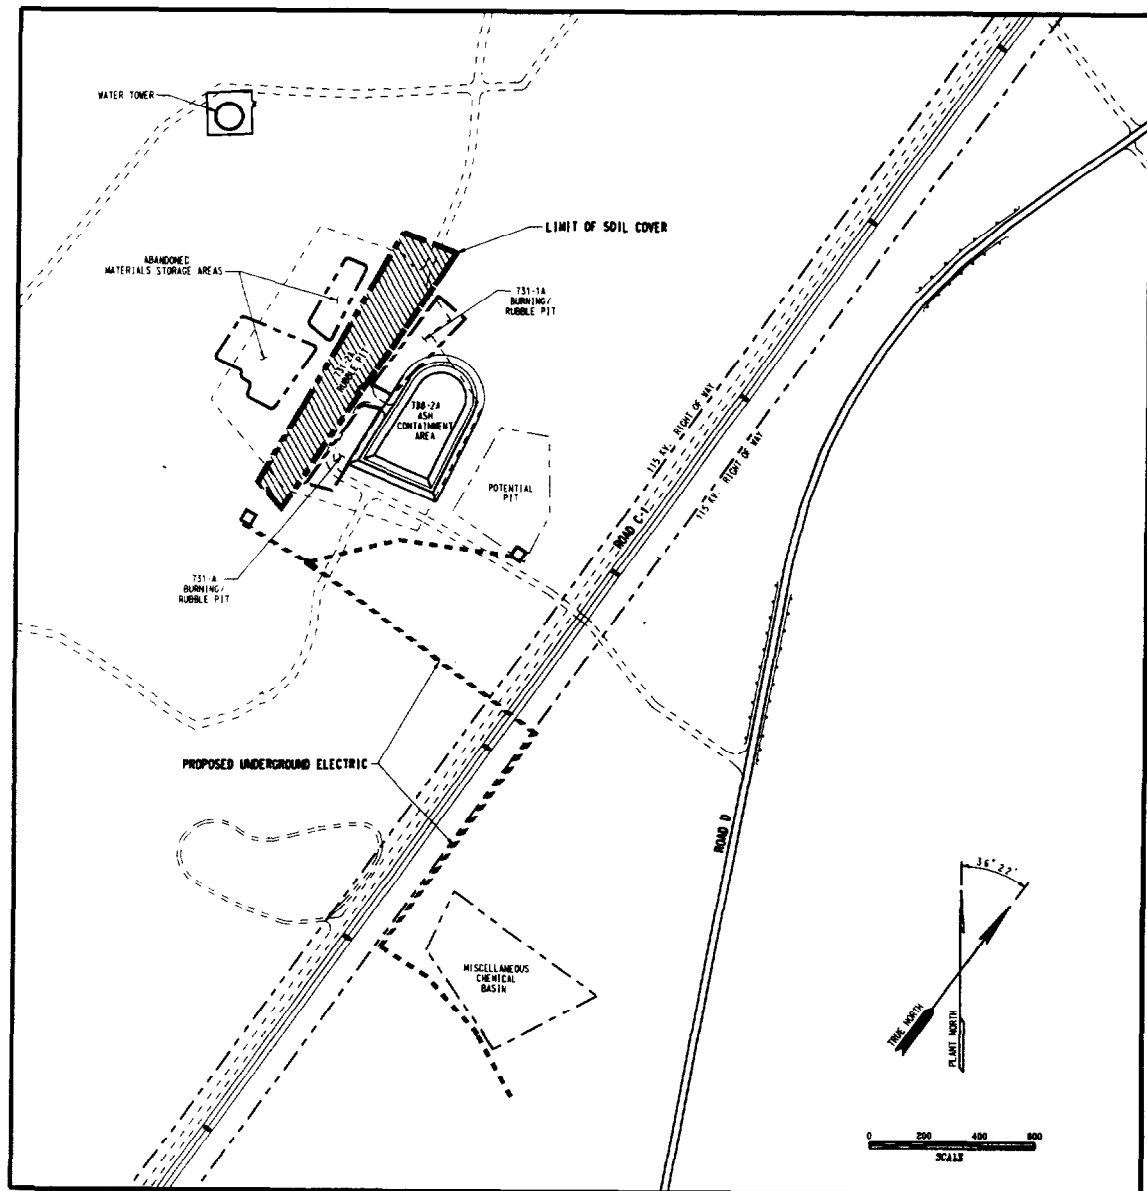 WATER TOWER
LIMIT OF SOIL COVER
ABANDONED
MATERIALS STORAGE AREAS
731-1A
BURNING/
RUBBLE PIT
RUBBLE PIT
788-2A
ASH
CONTAINMENT
AREA
POTENTIAL
PIT
115 KV. RIGHT OF WAY
115 KV. RIGHT OF WAY
ROAD C-1
731-A
BURNING/
RUBBLE PIT
PROPOSED UNDERGROUND ELECTRIC
ROAD D
36° 22'
MISCELLANEOUS
CHEMICAL
BASIN
TRUE NORTH
PLANT NORTH
0 200 400 600
SCALE